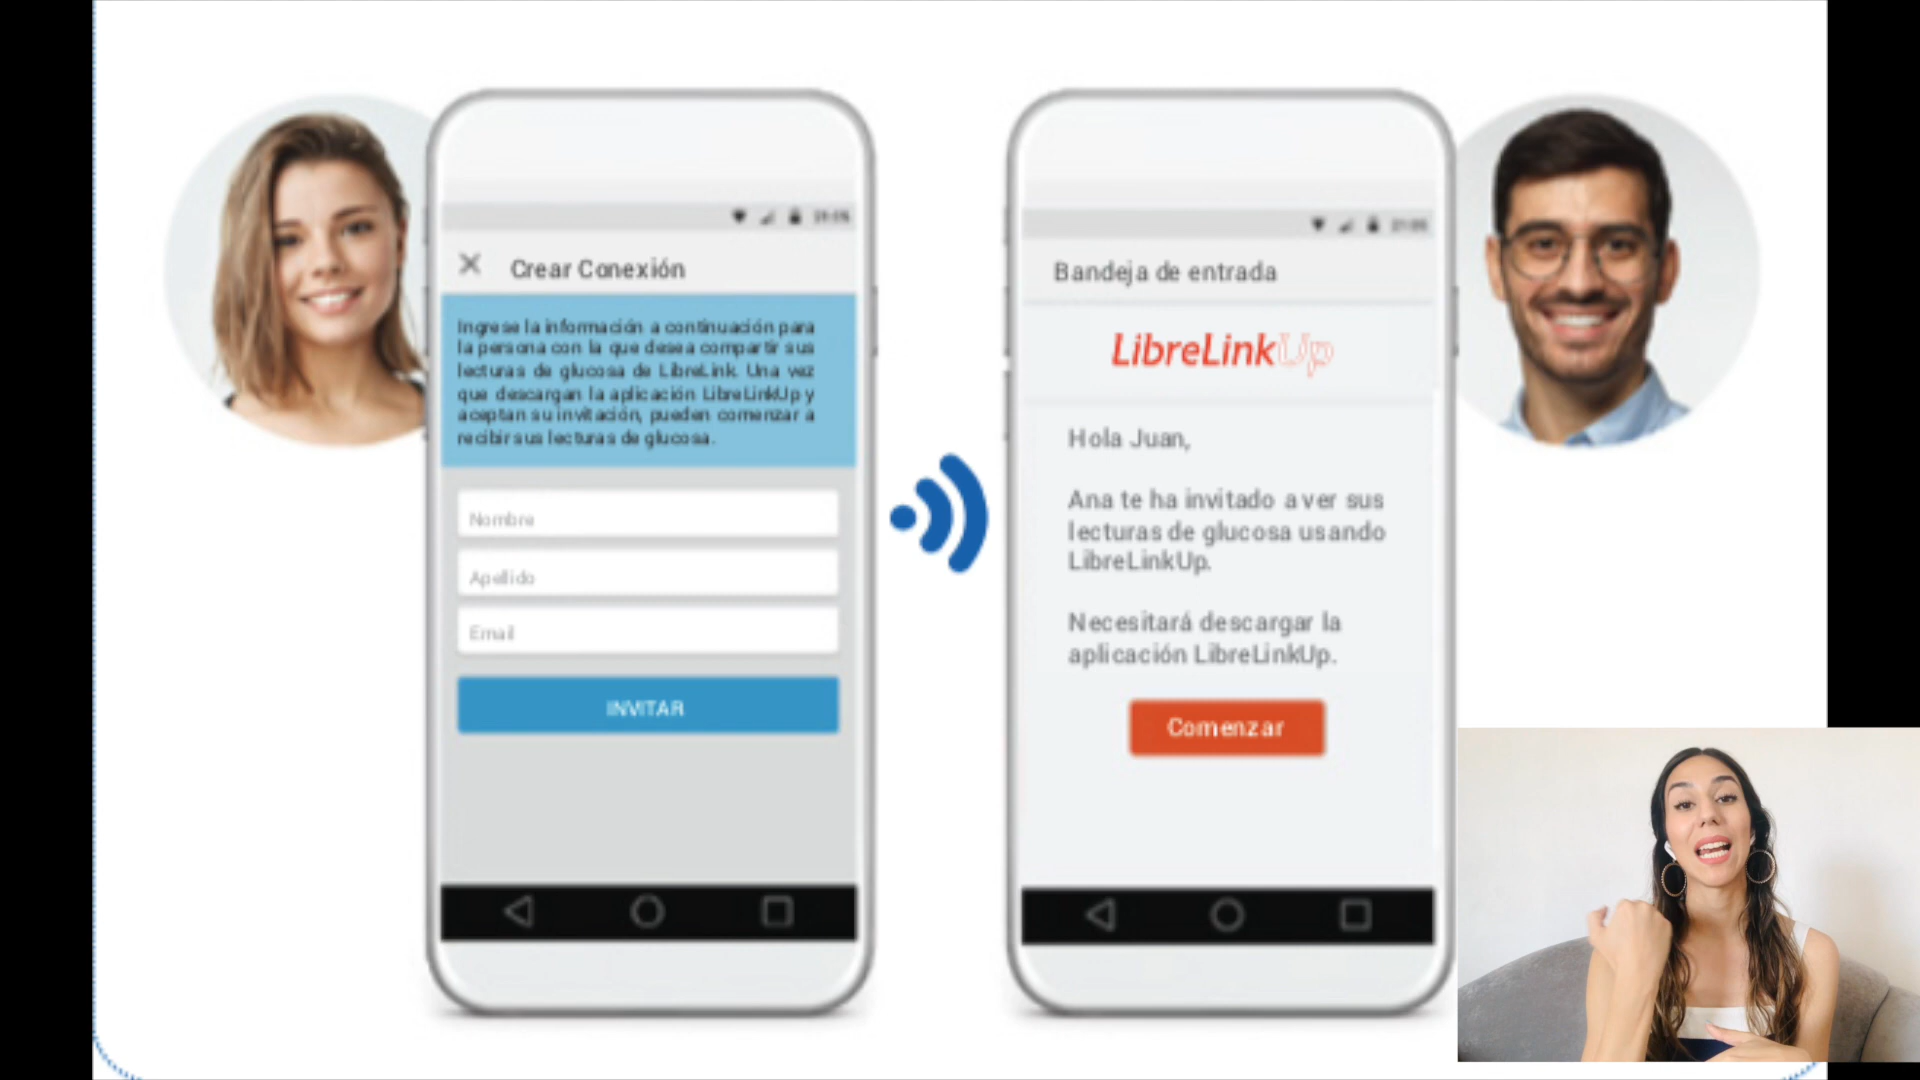 Crear Conexión
Ingrese la información a continuación para
la persona con la que desea compartir sus
lecturas de glucosa de LibreLink. Una vez
que descargan la aplicación LibreLinkUp y
aceptan su invitación, pueden comenzar a
recibir sus lecturas de glucosa.
Nombre
Apellido
Email
INVITAR
Bandeja de entrada
LibreLinkUp
Hola Juan,
Ana te ha invitado a ver sus
lecturas de glucosa usando
LibreLinkUp.
Necesitará descargar la
aplicación LibreLinkUp.
Comenzar